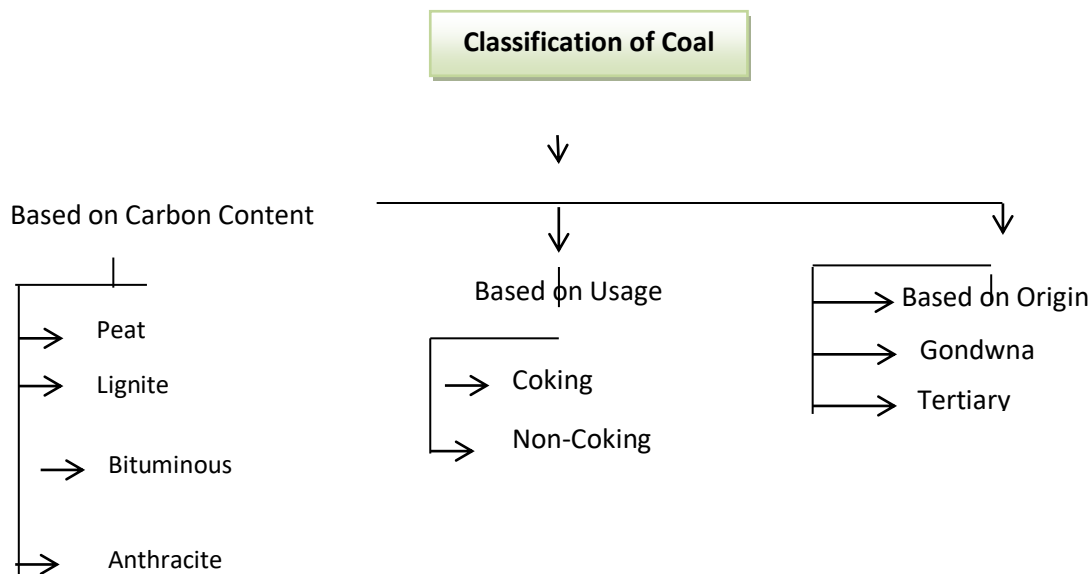 Classification of Coal
Based on Carbon Content
Peat
Lignite
Bituminous
Anthracite
Based on Usage
Coking
Non-Coking
Based on Origin
Gondwna
Tertiary